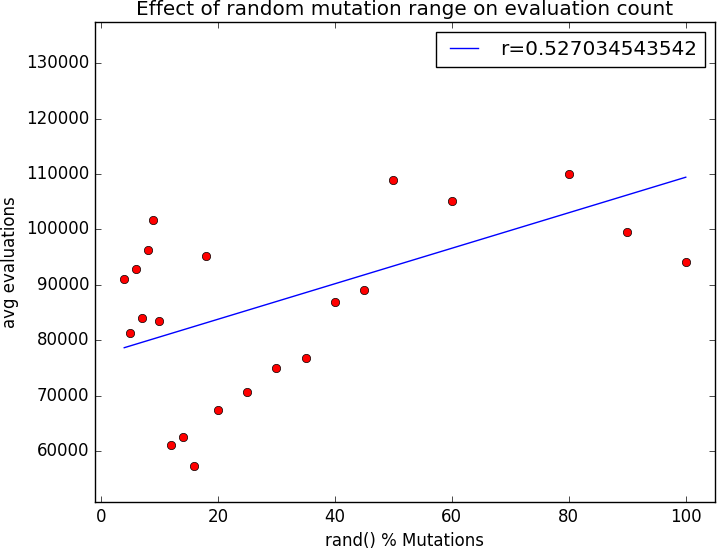 Effect of random mutation range on evaluation count
r=0.527034543542
130000
120000
110000
100000
90000
80000
70000
60000
avg evaluations
0 20 40 60 80 100
rand() % Mutations